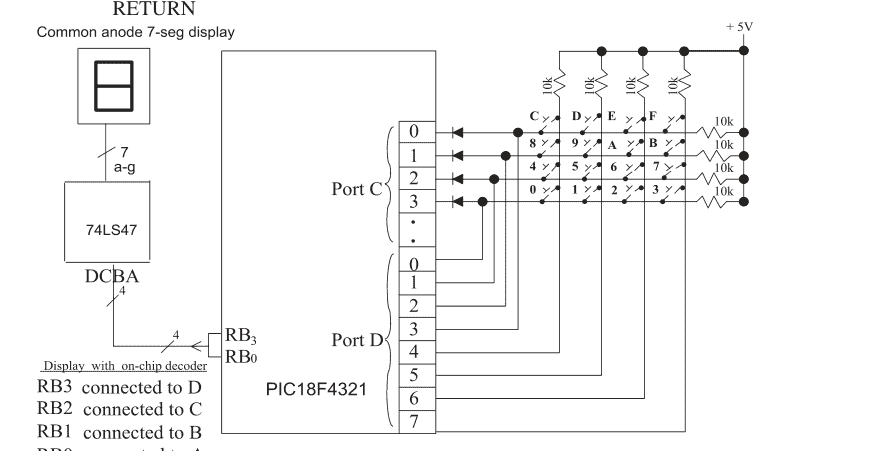 RETURN
Common anode 7-seg display
7
a-g
74LS47
DCBA
4
4
RB3
RB0
Display with on-chip decoder
RB3 connected to D
RB2 connected to C
RB1 connected to B
PIC18F4321
Port C
0
1
2
3
Port D
0
1
2
3
4
5
6
7
+ 5V
10k 10k 10k 10k
C D E F
10k
8 9 A B
10k
4 5 6 7
10k
0 1 2 3
10k